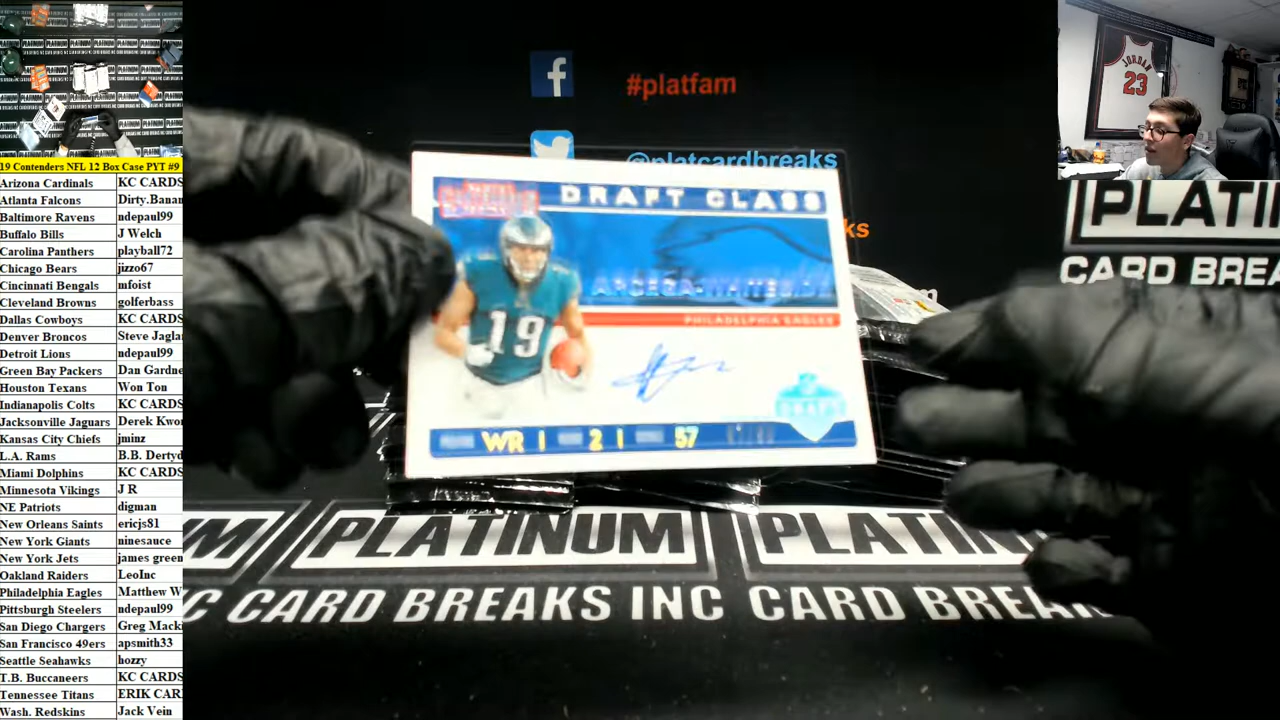 19 Contenders NFL 12 Box Case PYT #9
Arizona Cardinals KC CARDS
Atlanta Falcons Dirty.Banan
Baltimore Ravens ndepaul99
Buffalo Bills J Welch
Carolina Panthers playball72
Chicago Bears jizzo67
Cincinnati Bengals mfoist
Cleveland Browns golferbass
Dallas Cowboys KC CARDS
Denver Broncos Steve Jagla
Detroit Lions ndepaul99
Green Bay Packers Dan Gardne
Houston Texans Won Ton
Indianapolis Colts KC CARDS
Jacksonville Jaguars Derek Kwo
Kansas City Chiefs jminz
L.A. Rams B.B. Dertyd
Miami Dolphins KC CARDS
Minnesota Vikings J R
NE Patriots digman
New Orleans Saints ericjs81
New York Giants ninesauce
New York Jets james green
Oakland Raiders LeoInc
Philadelphia Eagles Matthew W
Pittsburgh Steelers ndepaul99
San Diego Chargers Greg Macki
San Francisco 49ers apsmith33
Seattle Seahawks hozzy
T.B. Buccaneers KC CARDS
Tennessee Titans ERIK CAR
Wash. Redskins Jack Vein
#platfam
@platcardbreaks
ks
DRAFT CLASS
ARCEGA-WHITESIDE
PHILADELPHIA EAGLES
19
DRAFT
WR | 2 | 57
JORDAN
23
PLATI
CARD BREA
M PLATINUM PLATIN
C CARD BREAKS INC CARD BREAK